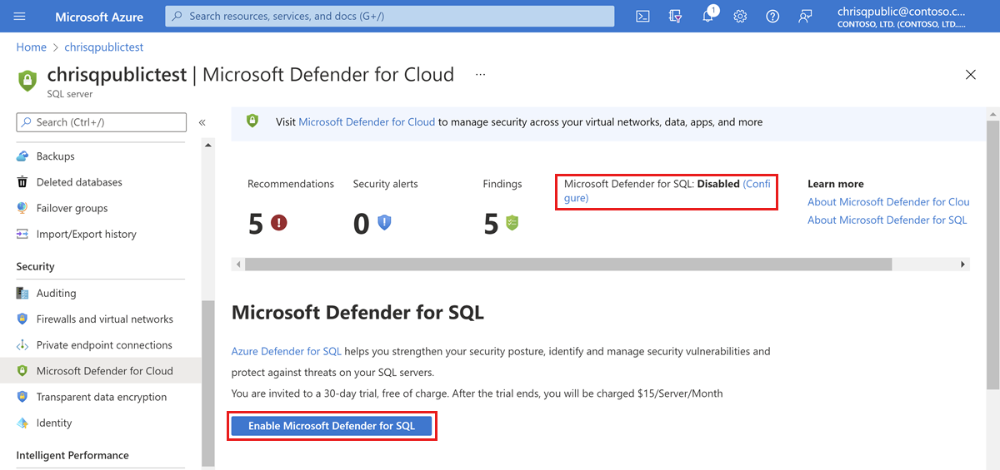 Microsoft Azure
Search resources, services, and docs (G+/)
1
chrisqpublic@contoso.c...
CONTOSO, LTD. (CONTOSO, LTD....
Home > chrisqpublictest
chrisqpublictest | Microsoft Defender for Cloud ...
SQL server
Search (Ctrl+/)
«
Backups
Deleted databases
Failover groups
Import/Export history
Security
Auditing
Firewalls and virtual networks
Private endpoint connections
Microsoft Defender for Cloud
Transparent data encryption
Identity
Intelligent Performance
Visit Microsoft Defender for Cloud to manage security across your virtual networks, data, apps, and more
Recommendations
5
Security alerts
0
Findings
5
Microsoft Defender for SQL: Disabled (Confi
gure)
Learn more
About Microsoft Defender for Clou
About Microsoft Defender for SQL
Microsoft Defender for SQL
Azure Defender for SQL helps you strengthen your security posture, identify and manage security vulnerabilities and
protect against threats on your SQL servers.
You are invited to a 30-day trial, free of charge. After the trial ends, you will be charged $15/Server/Month
Enable Microsoft Defender for SQL